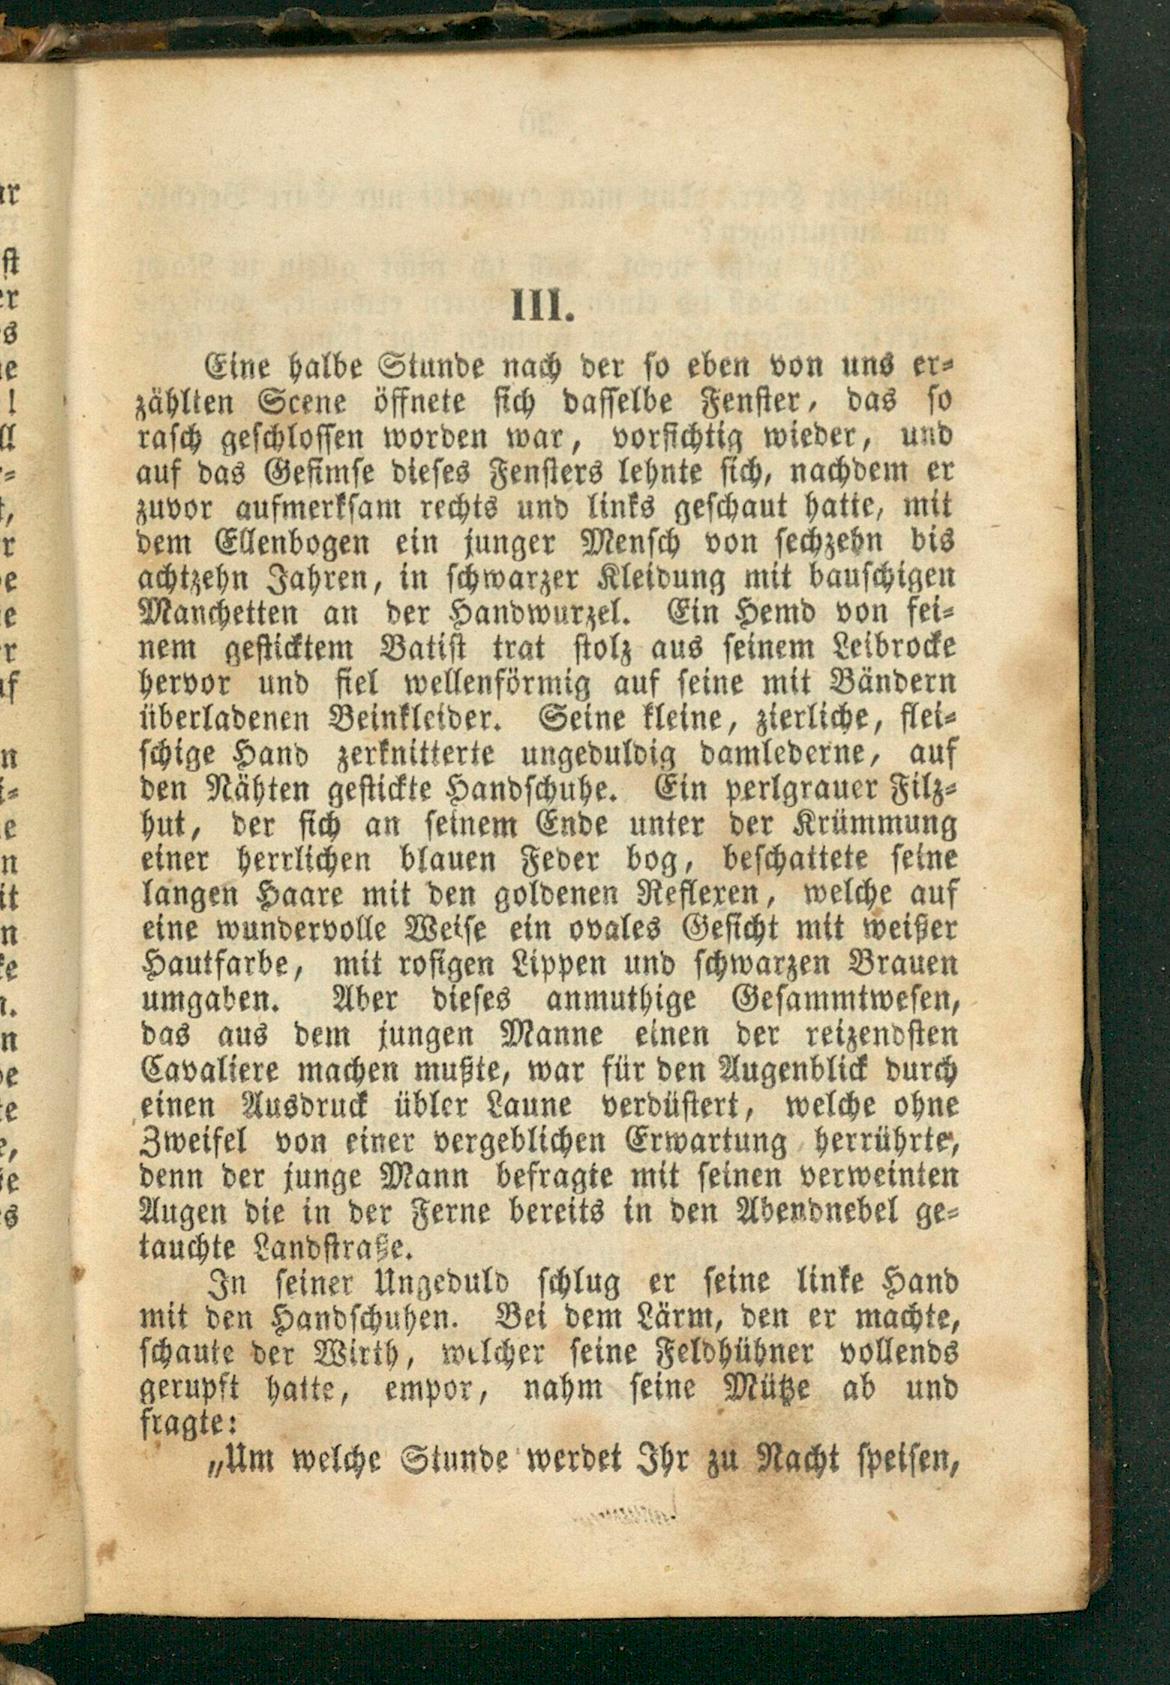 III.
Eine halbe Stunde nach der so eben von uns er-
zählten Scene öffnete sich dasselbe Fenster, das so
rasch geschlossen worden war, vorsichtig wieder, und
auf das Gesimse dieses Fensters lehnte sich, nachdem er
zuvor aufmerksam rechts und links geschaut hatte, mit
dem Ellenbogen ein junger Mensch von sechzehn bis
achtzehn Jahren, in schwarzer Kleidung mit bauschigen
Manchetten an der Handwurzel. Ein Hemd von fei-
nem gesticktem Batist trat stolz aus seinem Leibrocke
hervor und fiel wellenförmig auf seine mit Bändern
überladenen Beinkleider. Seine kleine, zierliche, flei-
schige Hand zerknitterte ungeduldig damlederne, auf
den Nähten gestickte Handschuhe. Ein perlgrauer Filz-
hut, der sich an seinem Ende unter der Krümmung
einer herrlichen blauen Feder bog, beschattete seine
langen Haare mit den goldenen Reflexen, welche auf
eine wundervolle Weise ein ovales Gesicht mit weißer
Hautfarbe, mit rosigen Lippen und schwarzen Brauen
umgaben. Aber dieses anmuthige Gesammtwesen,
das aus dem jungen Manne einen der reizendsten
Cavaliere machen mußte, war für den Augenblick durch
einen Ausdruck übler Laune verdüstert, welche ohne
Zweifel von einer vergeblichen Erwartung herrührte,
denn der junge Mann befragte mit seinen verweinten
Augen die in der Ferne bereits in den Abendnebel ge-
tauchte Landstraße.
In seiner Ungeduld schlug er seine linke Hand
mit den Handschuhen. Bei dem Lärm, den er machte,
schaute der Wirth, welcher seine Feldhühner vollends
gerupft hatte, empor, nahm seine Mütze ab und
fragte:
„Um welche Stunde werdet Ihr zu Nacht speisen,